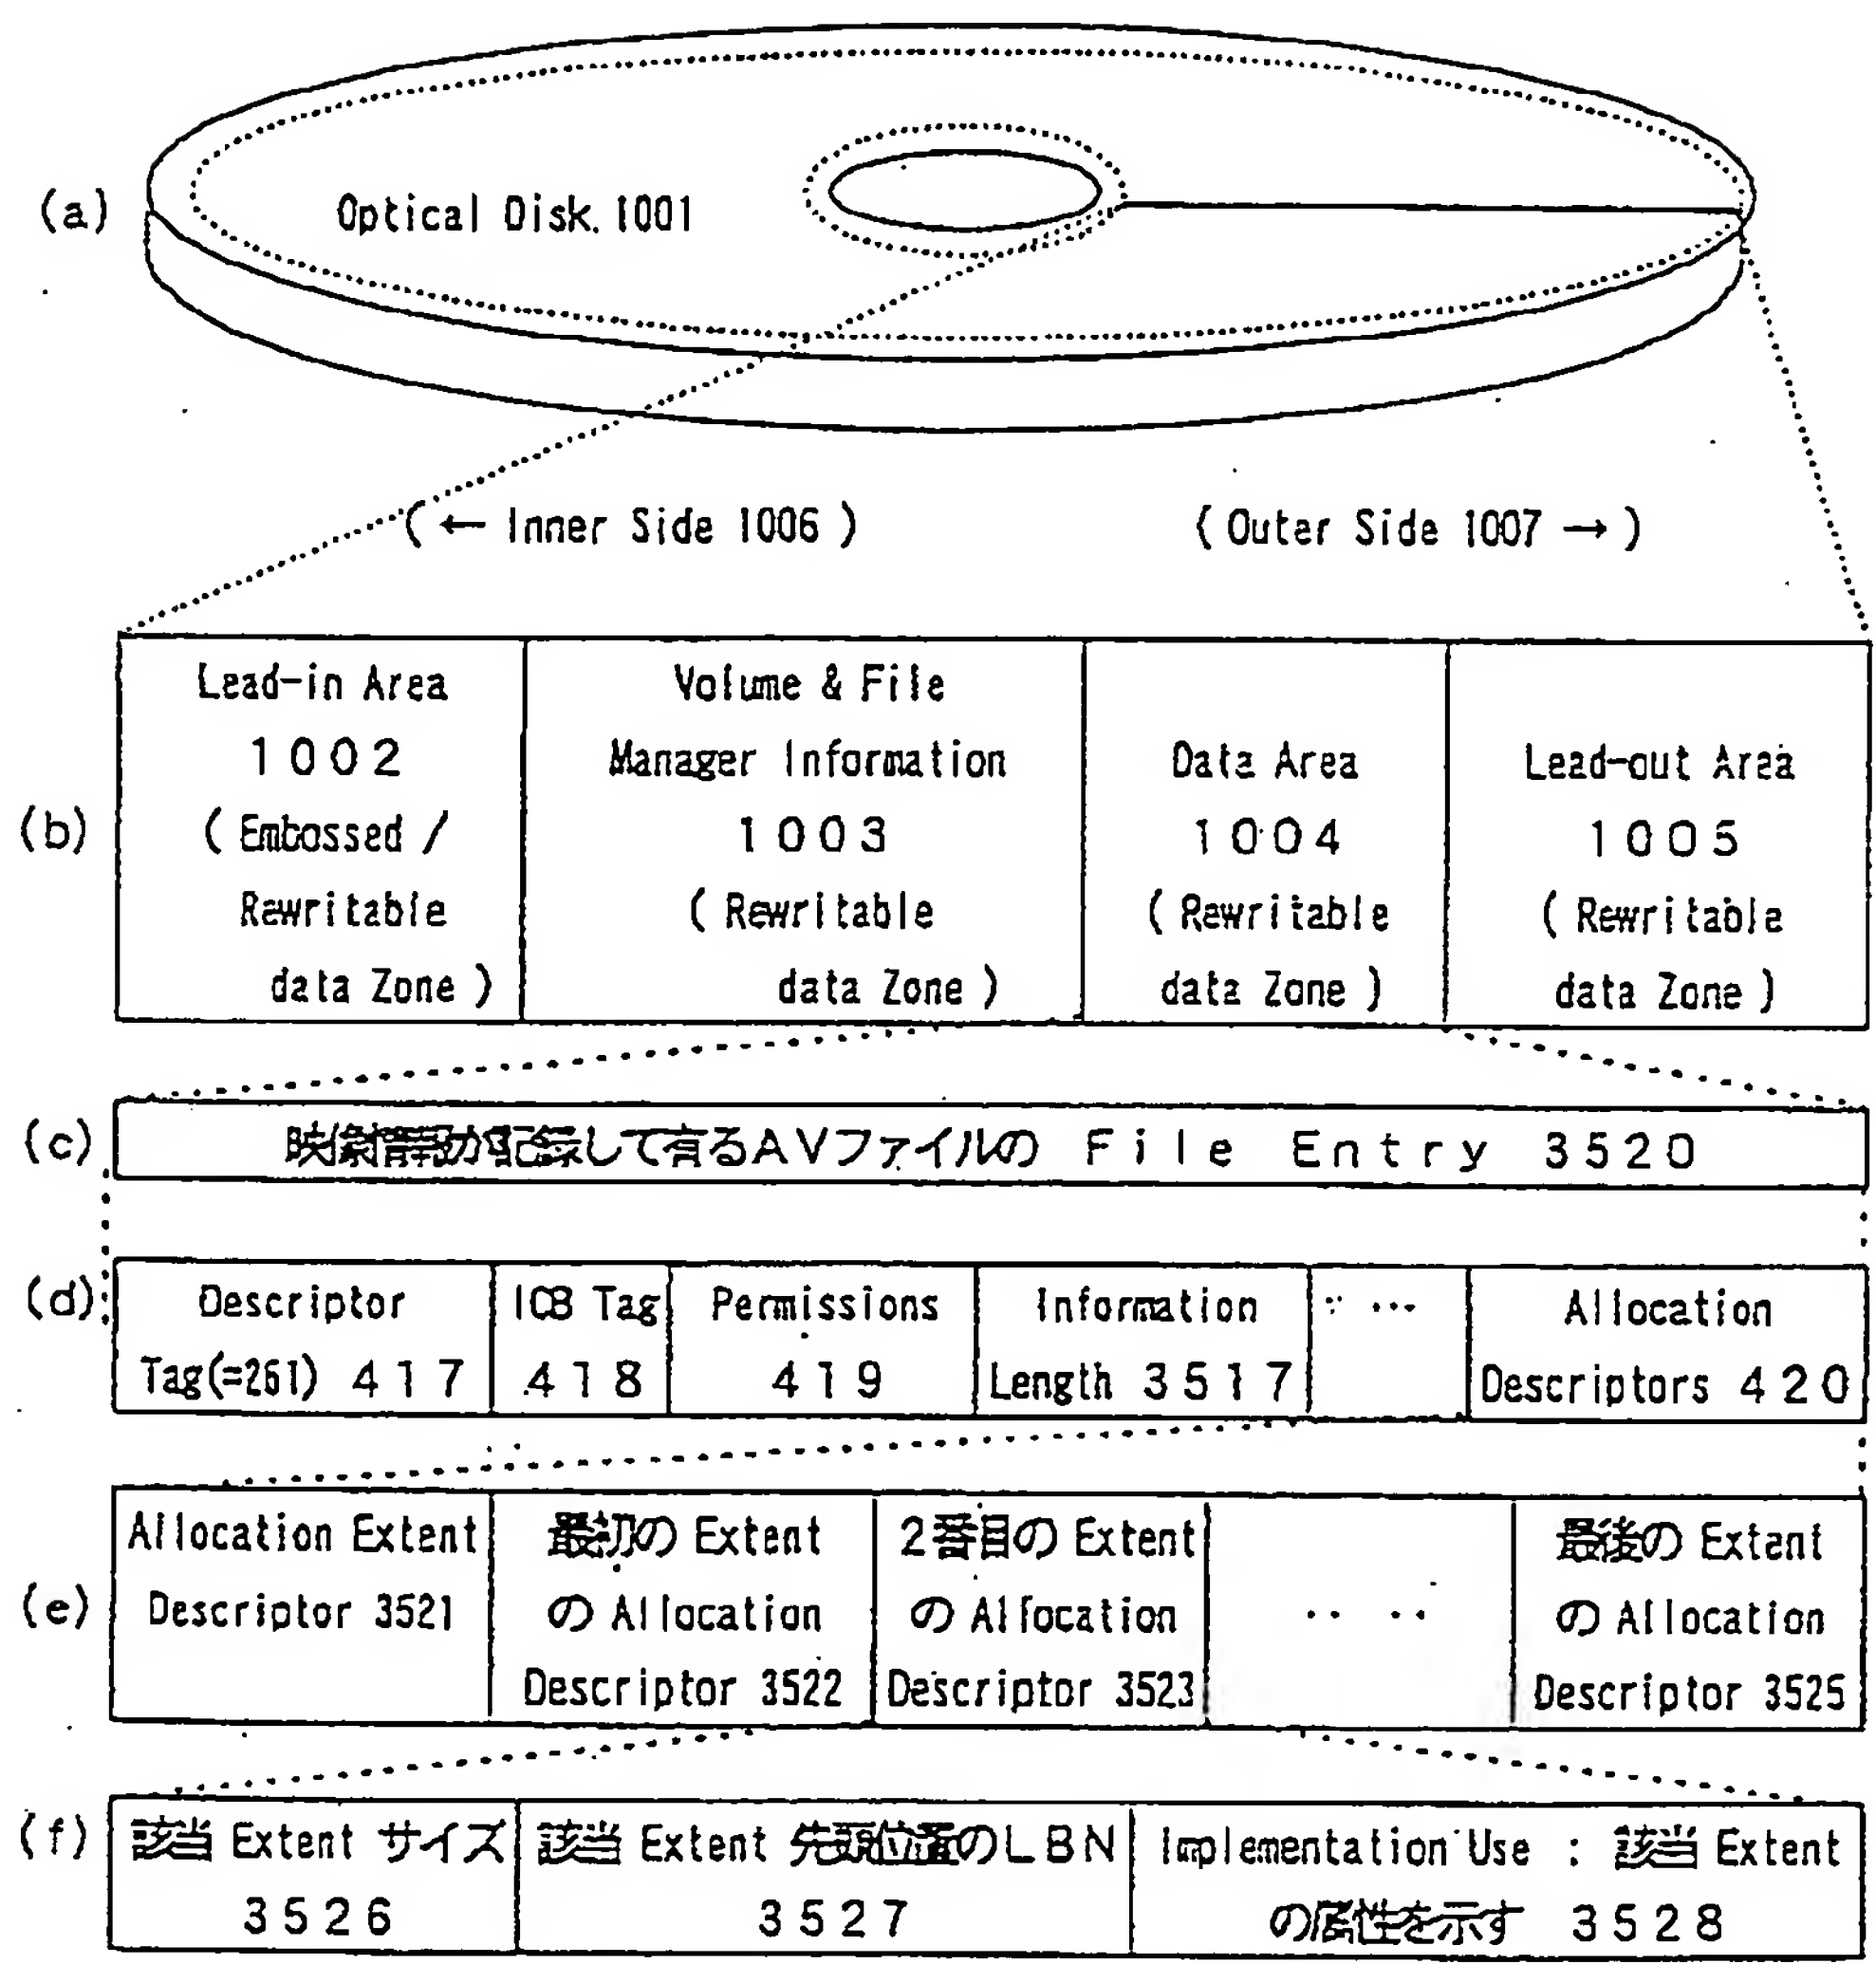 (a)
Optical Disk 1001
( ← Inner Side 1006 )
( Outer Side 1007 → )
(b)
Lead-in Area
1002
( Embossed /
Rewritable
data Zone )
Volume & File
Manager Information
1003
( Rewritable
data Zone )
Data Area
1004
( Rewritable
data Zone )
Lead-out Area
1005
( Rewritable
data Zone )
(c)
映像情報が記録して有るAVファイルの File Entry 3520
(d)
Descriptor
Tag(=261) 417
ICB Tag
418
Permissions
419
Information
Length 3517
...
Allocation
Descriptors 420
(e)
Allocation Extent
Descriptor 3521
最初の Extent
の Allocation
Descriptor 3522
2番目の Extent
の Allocation
Descriptor 3523
最後の Extent
の Allocation
Descriptor 3525
(f)
該当 Extent サイズ
3526
該当 Extent 先頭位置のLBN
3527
Implementation Use : 該当 Extent
の属性を示す 3528